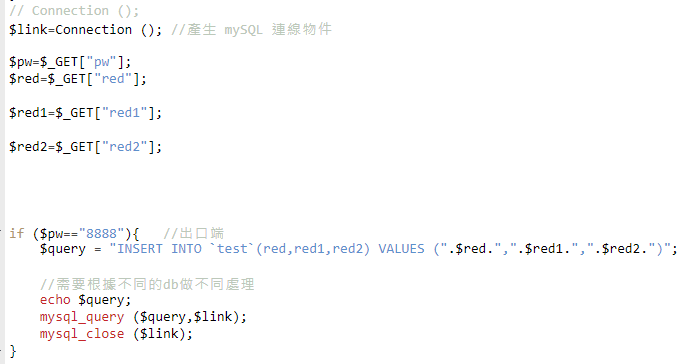 // Connection ();
$link=Connection (); //產生 mySQL 連線物件
$pw=$_GET["pw"];
$red=$_GET["red"];
$red1=$_GET["red1"];
$red2=$_GET["red2"];
if ($pw=="8888"){ //出口端
$query = "INSERT INTO `test`(red,red1,red2) VALUES (".$red.",".$red1.",".$red2.")";
//需要根據不同的db做不同處理
echo $query;
mysql_query ($query,$link);
mysql_close ($link);
}